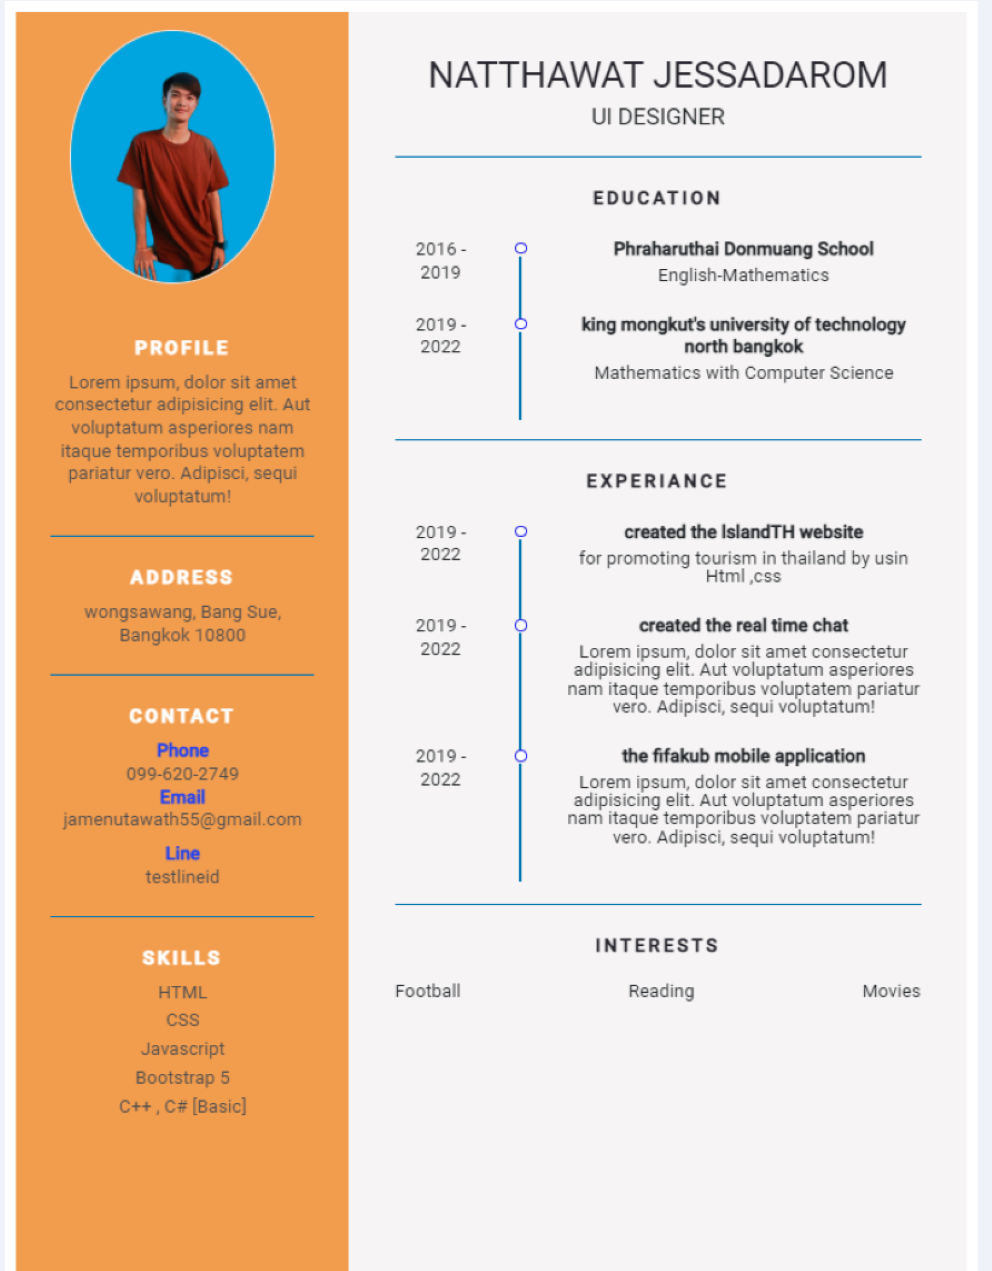 NATTHAWAT JESSADAROM
UI DESIGNER
PROFILE
Lorem ipsum, dolor sit amet
consectetur adipisicing elit. Aut
voluptatum asperiores nam
itaque temporibus voluptatem
pariatur vero. Adipisci, sequi
voluptatum!
ADDRESS
wongsawang, Bang Sue,
Bangkok 10800
CONTACT
Phone
099-620-2749
Email
jamenutawath55@gmail.com
Line
testlineid
SKILLS
HTML
CSS
Javascript
Bootstrap 5
C++ , C# [Basic]
EDUCATION
2016 -
2019
Phraharuthai Donmuang School
English-Mathematics
2019 -
2022
king mongkut's university of technology
north bangkok
Mathematics with Computer Science
EXPERIANCE
2019 -
2022
created the IslandTH website
for promoting tourism in thailand by usin
Html ,css
2019 -
2022
created the real time chat
Lorem ipsum, dolor sit amet consectetur
adipisicing elit. Aut voluptatum asperiores
nam itaque temporibus voluptatem pariatur
vero. Adipisci, sequi voluptatum!
2019 -
2022
the fifakub mobile application
Lorem ipsum, dolor sit amet consectetur
adipisicing elit. Aut voluptatum asperiores
nam itaque temporibus voluptatem pariatur
vero. Adipisci, sequi voluptatum!
INTERESTS
Football Reading Movies